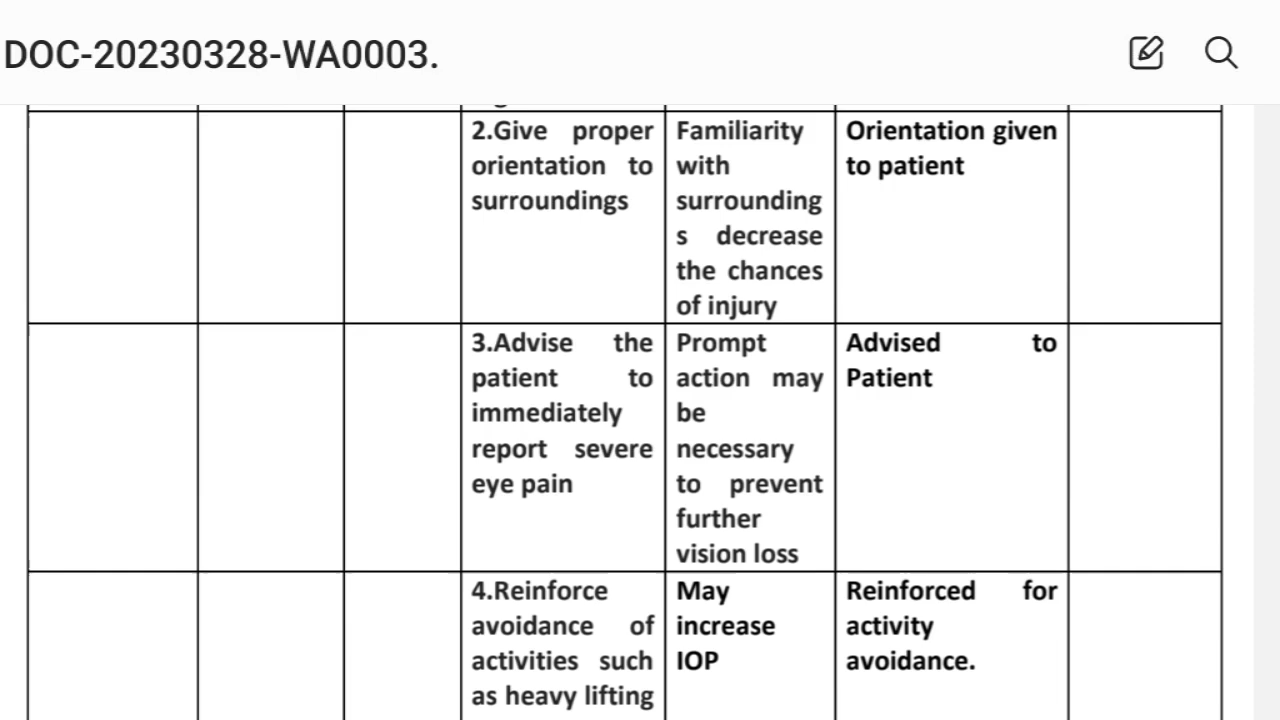 DOC-20230328-WA0003.
2.Give proper
orientation to
surroundings
Familiarity
with
surrounding
s decrease
the chances
of injury
Orientation given
to patient
3.Advise the
patient to
immediately
report severe
eye pain
Prompt
action may
be
necessary
to prevent
further
vision loss
Advised to
Patient
4.Reinforce
avoidance of
activities such
as heavy lifting
May
increase
IOP
Reinforced for
activity
avoidance.